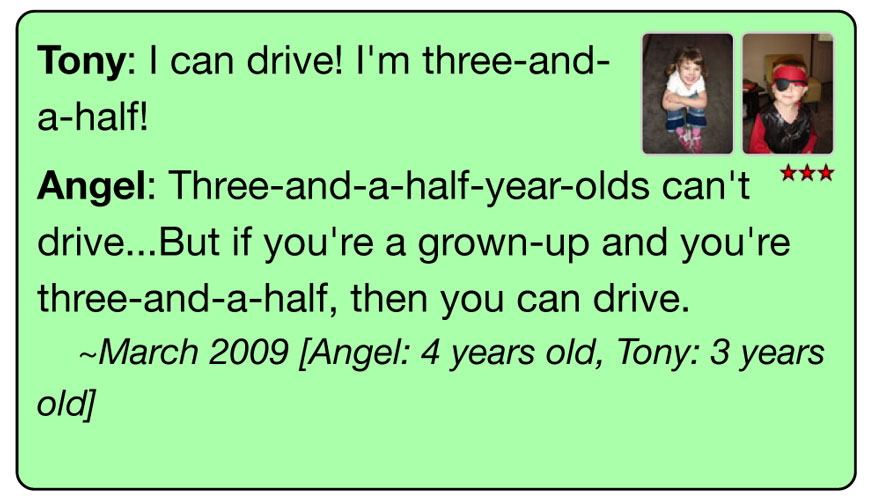 Tony: I can drive! I'm three-and-
a-half!
Angel: Three-and-a-half-year-olds can't
drive...But if you're a grown-up and you're
three-and-a-half, then you can drive.
~March 2009 [Angel: 4 years old, Tony: 3 years
old]